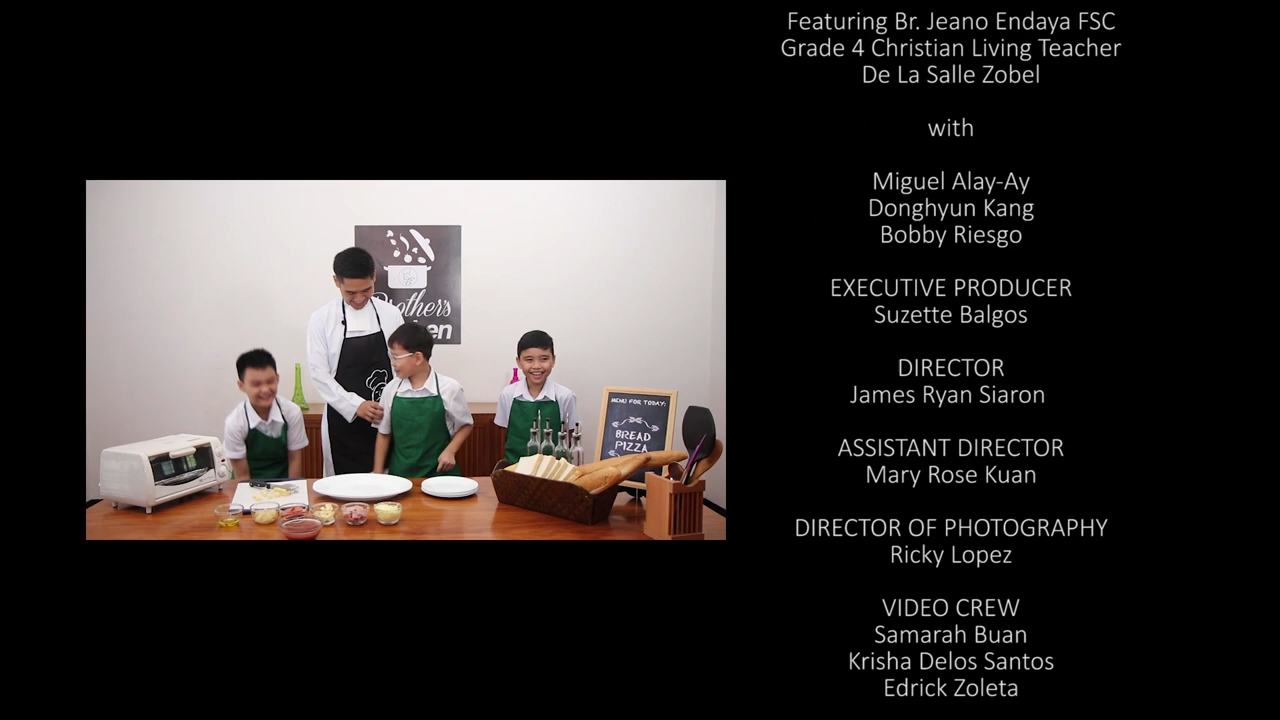 Featuring Br. Jeano Endaya FSC
Grade 4 Christian Living Teacher
De La Salle Zobel
with
Miguel Alay-Ay
Donghyun Kang
Bobby Riesgo
EXECUTIVE PRODUCER
Suzette Balgos
DIRECTOR
James Ryan Siaron
ASSISTANT DIRECTOR
Mary Rose Kuan
DIRECTOR OF PHOTOGRAPHY
Ricky Lopez
VIDEO CREW
Samarah Buan
Krisha Delos Santos
Edrick Zoleta
MENU FOR TODAY:
BREAD
PIZZA